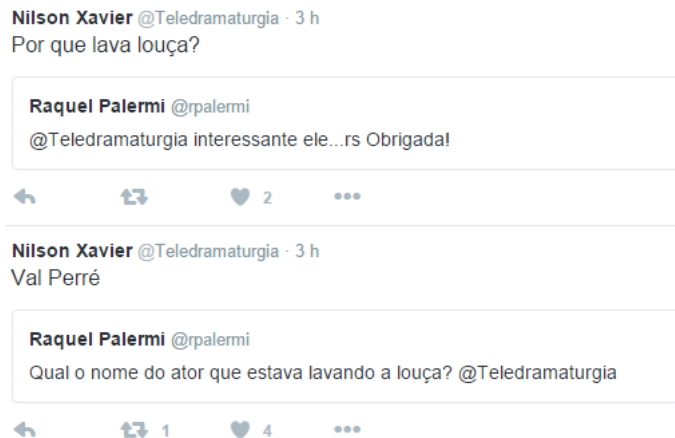 Nilson Xavier @Teledramaturgia · 3 h
Por que lava louça?
Raquel Palermi @rpalermi
@Teledramaturgia interessante ele...rs Obrigada!
2
Nilson Xavier @Teledramaturgia · 3 h
Val Perré
Raquel Palermi @rpalermi
Qual o nome do ator que estava lavando a louça? @Teledramaturgia
1 4